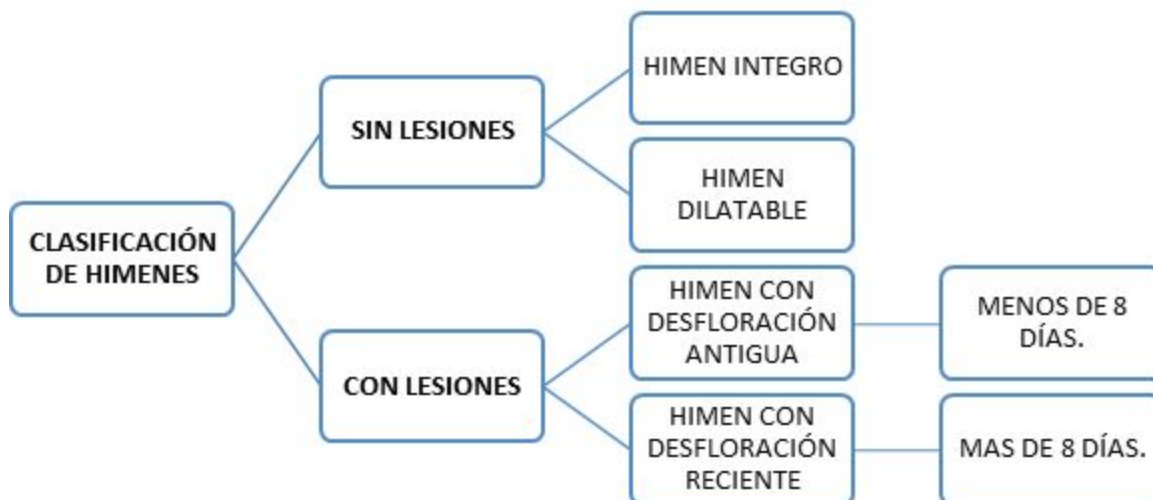 CLASIFICACIÓN
DE HIMENES
SIN LESIONES
HIMEN INTEGRO
HIMEN
DILATABLE
CON LESIONES
HIMEN CON
DESFLORACIÓN
ANTIGUA
MENOS DE 8
DÍAS.
HIMEN CON
DESFLORACIÓN
RECIENTE
MAS DE 8 DÍAS.